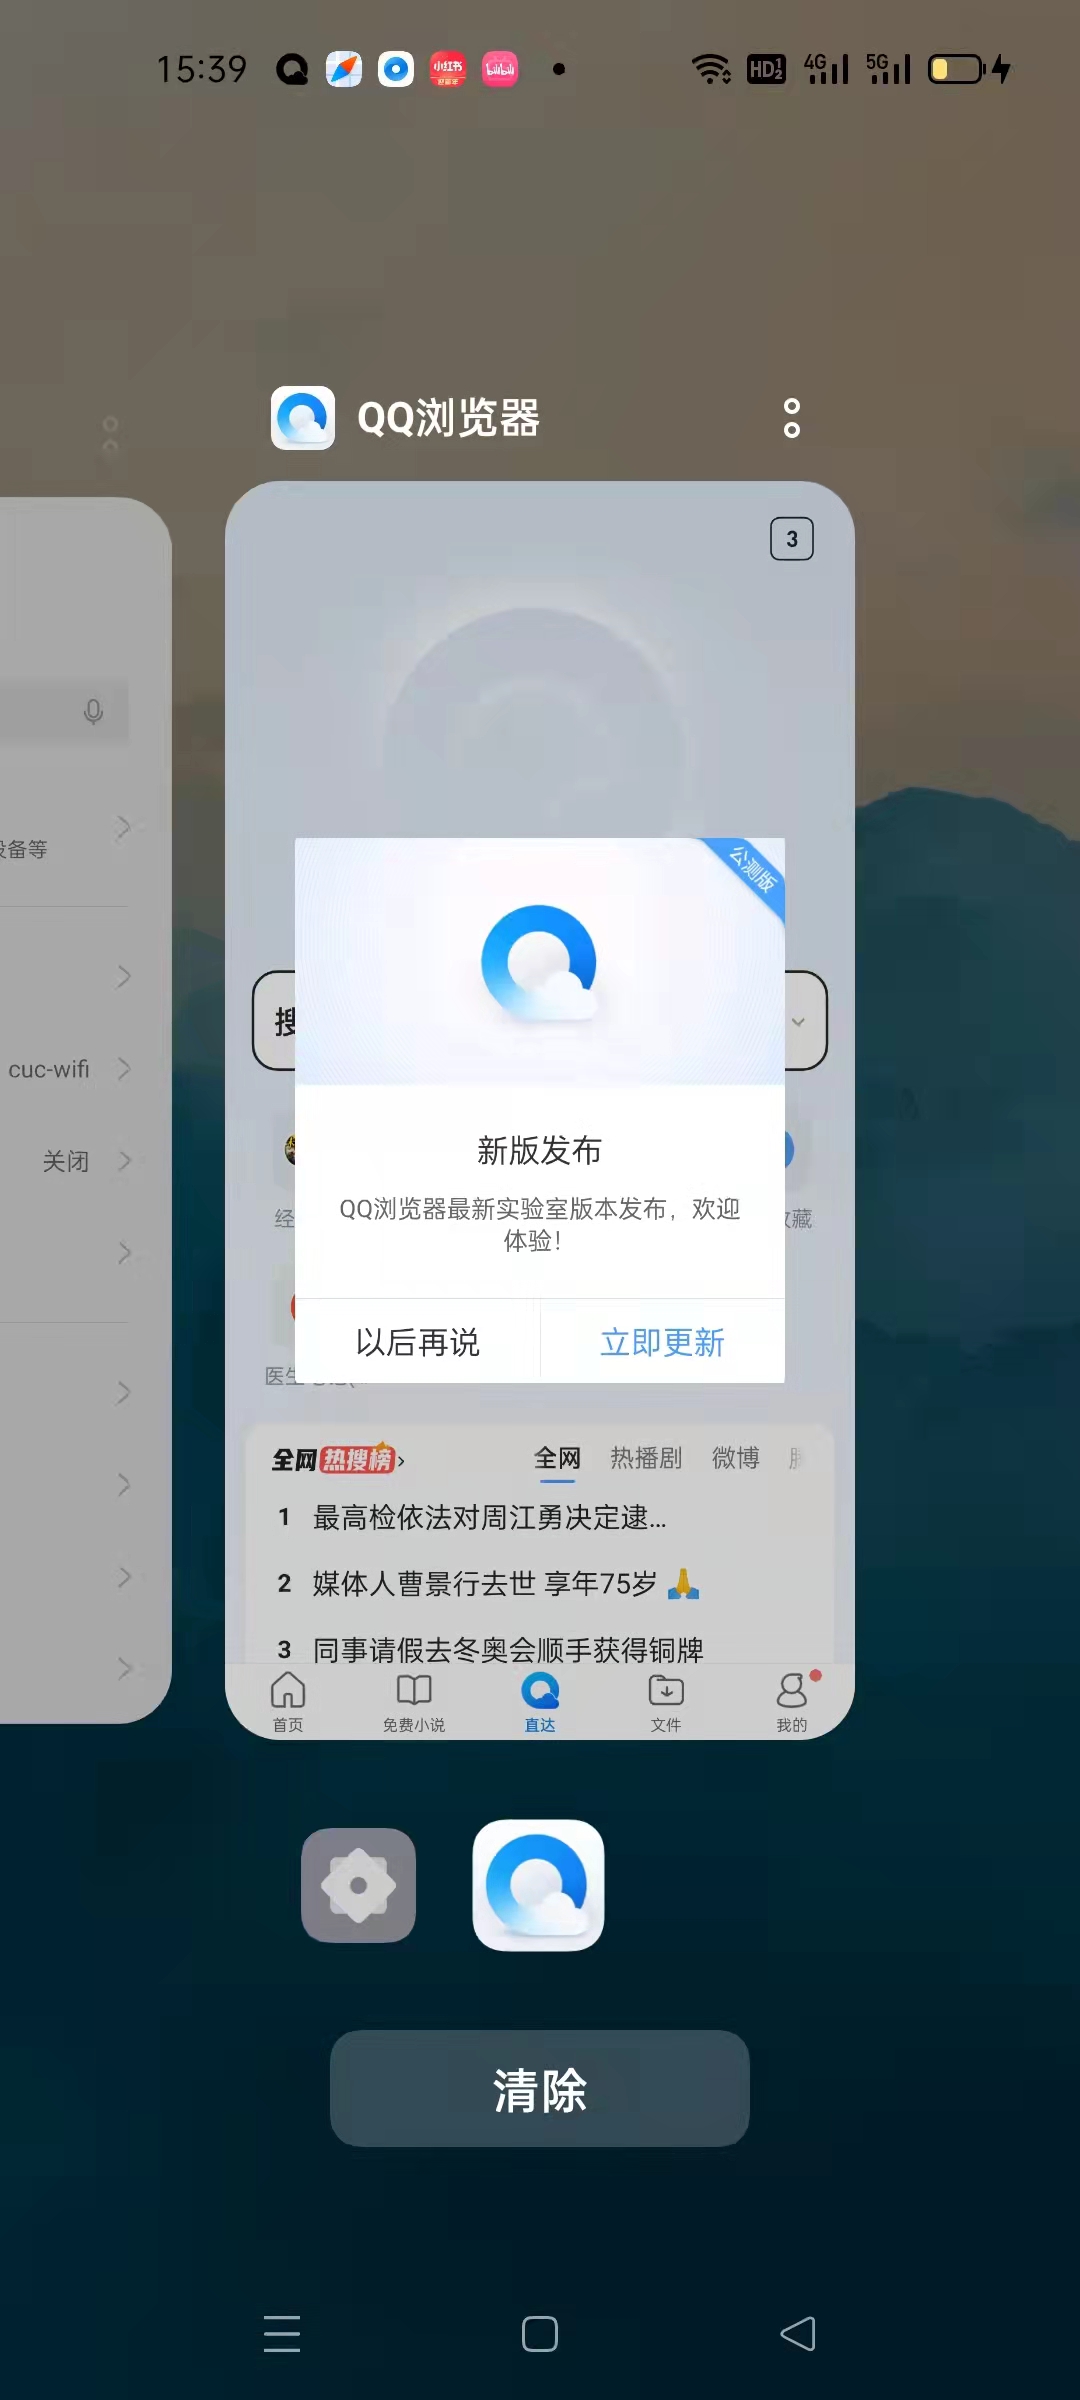 15:39
小红书
bilibili
HD
4G
5G
QQ浏览器
3
设备等
cuc-wifi
关闭
公测版
搜
新版发布
QQ浏览器最新实验室版本发布，欢迎
体验！
以后再说
立即更新
经
收藏
医生
全网热搜榜
全网
热播剧
微博
1 最高检依法对周江勇决定逮...
2 媒体人曹景行去世 享年75岁🙏
3 同事请假去冬奥会顺手获得铜牌
首页
免费小说
直达
文件
我的
清除